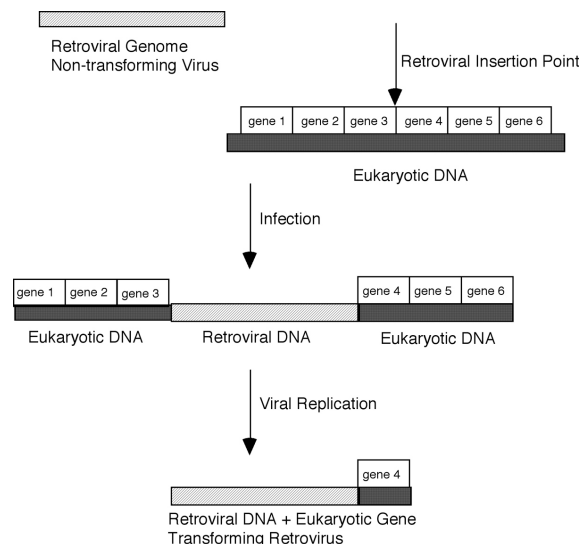 Retroviral Genome
Non-transforming Virus
Retroviral Insertion Point
gene 1 gene 2 gene 3 gene 4 gene 5 gene 6
Eukaryotic DNA
Infection
gene 1 gene 2 gene 3 gene 4 gene 5 gene 6
Eukaryotic DNA Retroviral DNA Eukaryotic DNA
Viral Replication
gene 4
Retroviral DNA + Eukaryotic Gene
Transforming Retrovirus